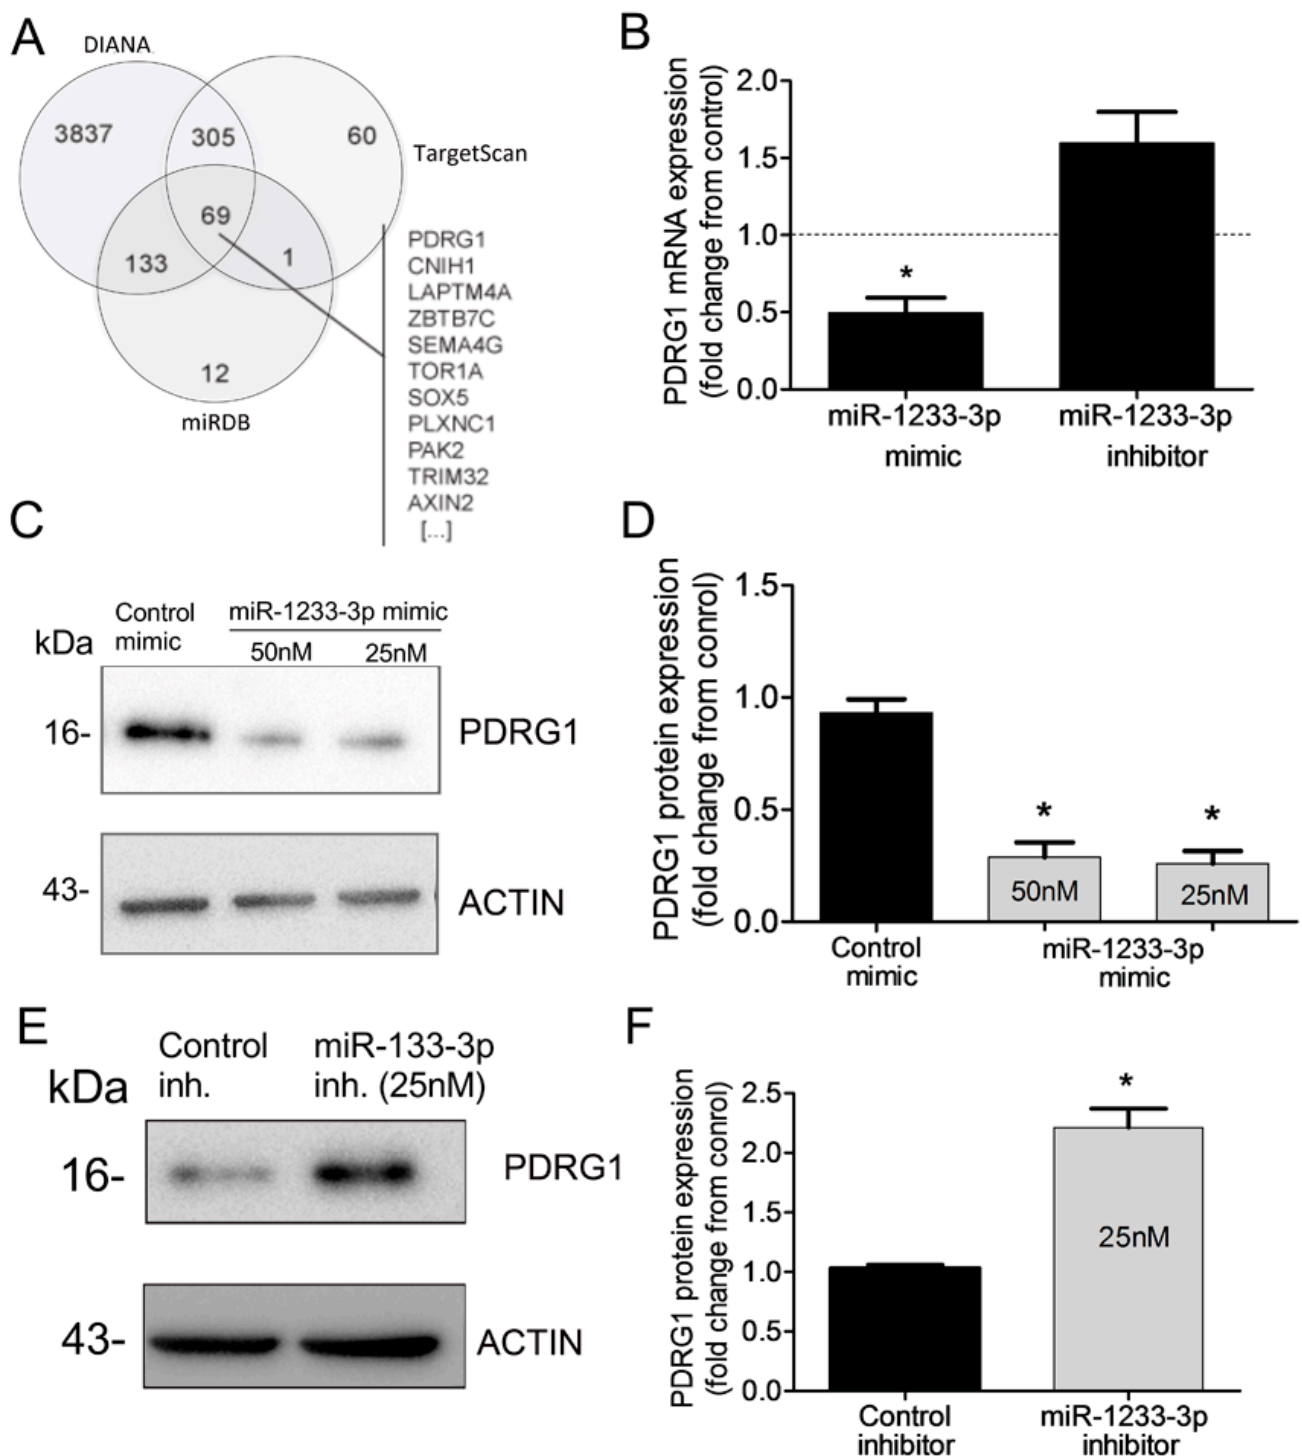 A
DIANA
3837
305
60
TargetScan
69
133
1
12
miRDB
PDRG1
CNIH1
LAPTM4A
ZBTB7C
SEMA4G
TOR1A
SOX5
PLXNC1
PAK2
TRIM32
AXIN2
[...]
B
PDRG1 mRNA expression
(fold change from control)
2.0
1.5
1.0
0.5
0.0
*
miR-1233-3p
mimic
miR-1233-3p
inhibitor
C
kDa
Control
mimic
miR-1233-3p mimic
50nM 25nM
16-
PDRG1
43-
ACTIN
D
PDRG1 protein expression
(fold change from conrol)
1.5
1.0
0.5
0.0
*
*
50nM
25nM
Control
mimic
miR-1233-3p
mimic
E
kDa
Control
inh.
miR-133-3p
inh. (25nM)
16-
PDRG1
43-
ACTIN
F
PDRG1 protein expression
(fold change from conrol)
2.5
2.0
1.5
1.0
0.5
0.0
*
25nM
Control
inhibitor
miR-1233-3p
inhibitor